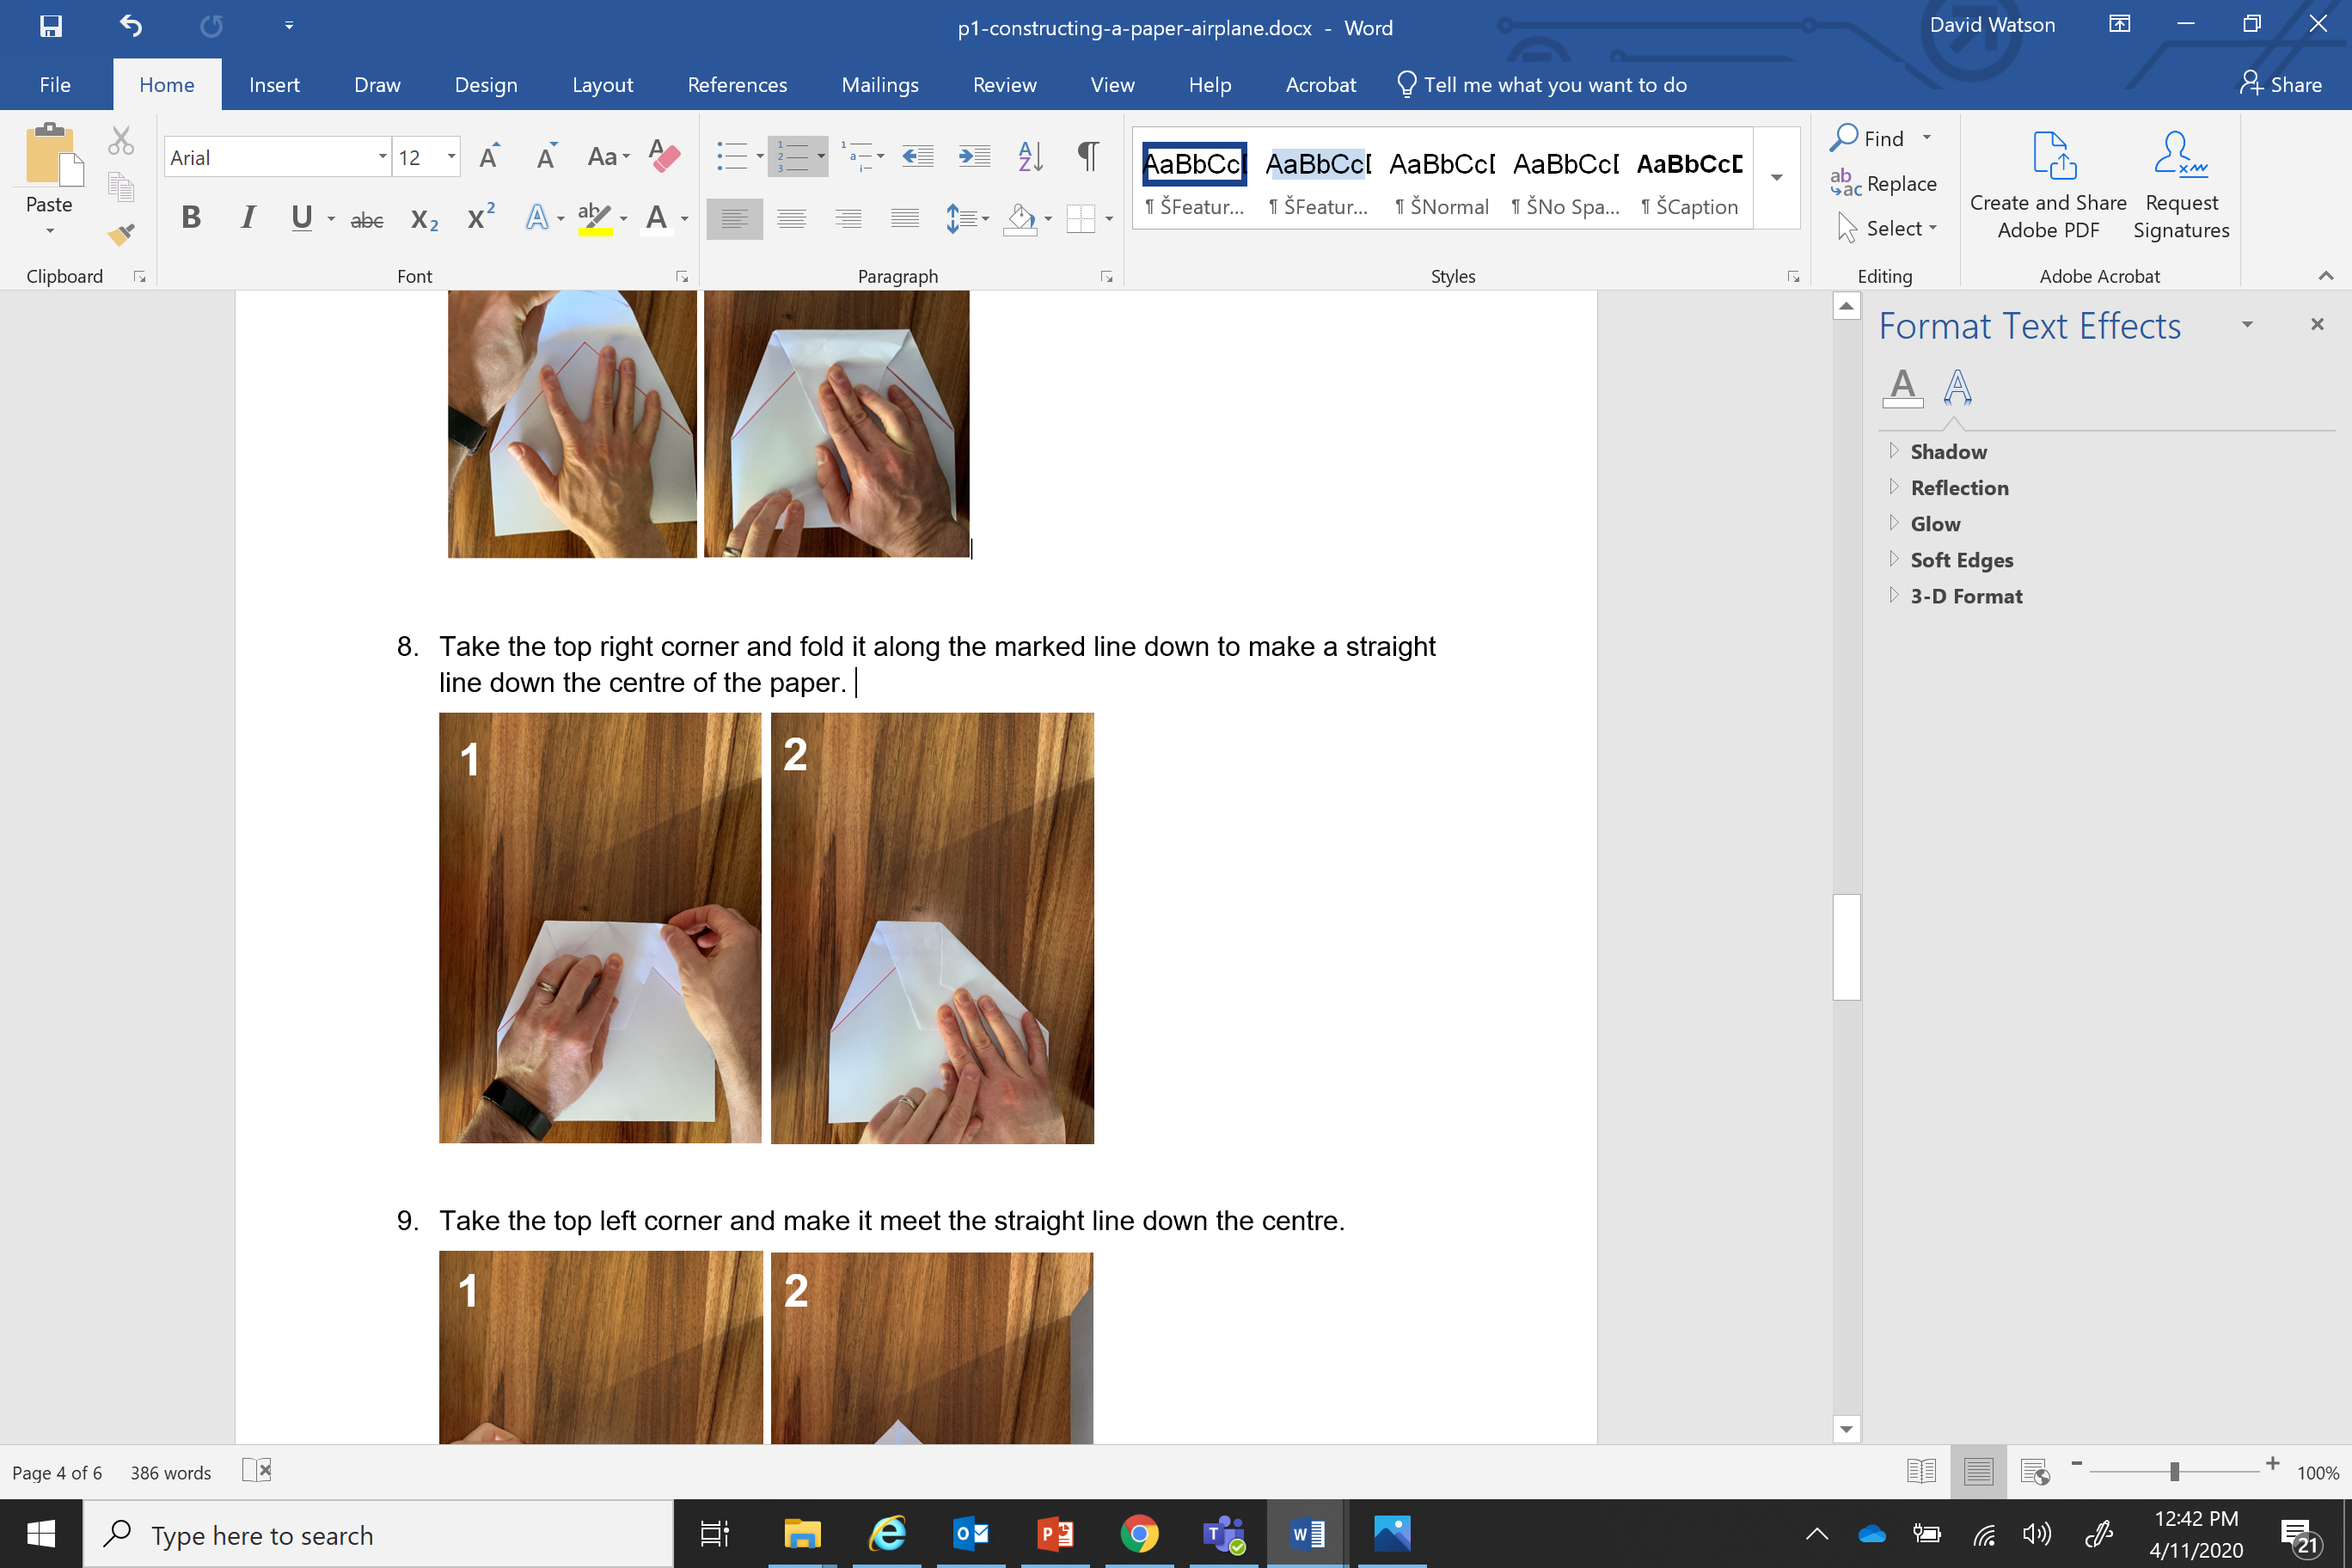 p1-constructing-a-paper-airplane.docx - Word
David Watson
File Home Insert Draw Design Layout References Mailings Review View Help Acrobat Tell me what you want to do Share
Paste
Clipboard
Arial 12
Font
Paragraph
AaBbCcI AaBbCcI AaBbCcI AaBbCcI AaBbCcD
¶ ŠFeatur... ¶ ŠFeatur... ¶ ŠNormal ¶ ŠNo Spa... ¶ ŠCaption
Styles
Find
Replace
Select
Editing
Create and Share Adobe PDF
Request Signatures
Adobe Acrobat
Format Text Effects
Shadow
Reflection
Glow
Soft Edges
3-D Format
8. Take the top right corner and fold it along the marked line down to make a straight
line down the centre of the paper.
1 2
9. Take the top left corner and make it meet the straight line down the centre.
1 2
Page 4 of 6 386 words 100%
Type here to search
12:42 PM
4/11/2020
21